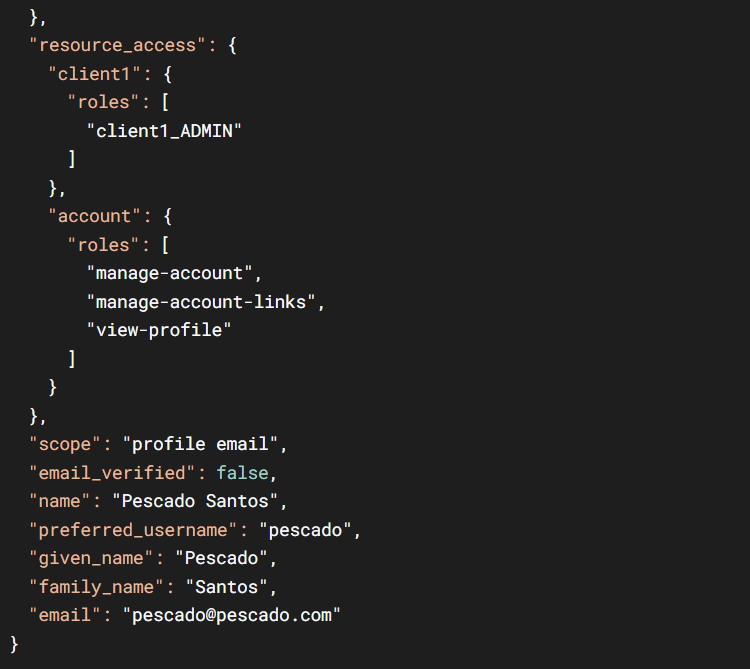 },
"resource_access": {
"client1": {
"roles": [
"client1_ADMIN"
]
},
"account": {
"roles": [
"manage-account",
"manage-account-links",
"view-profile"
]
}
},
"scope": "profile email",
"email_verified": false,
"name": "Pescado Santos",
"preferred_username": "pescado",
"given_name": "Pescado",
"family_name": "Santos",
"email": "pescado@pescado.com"
}